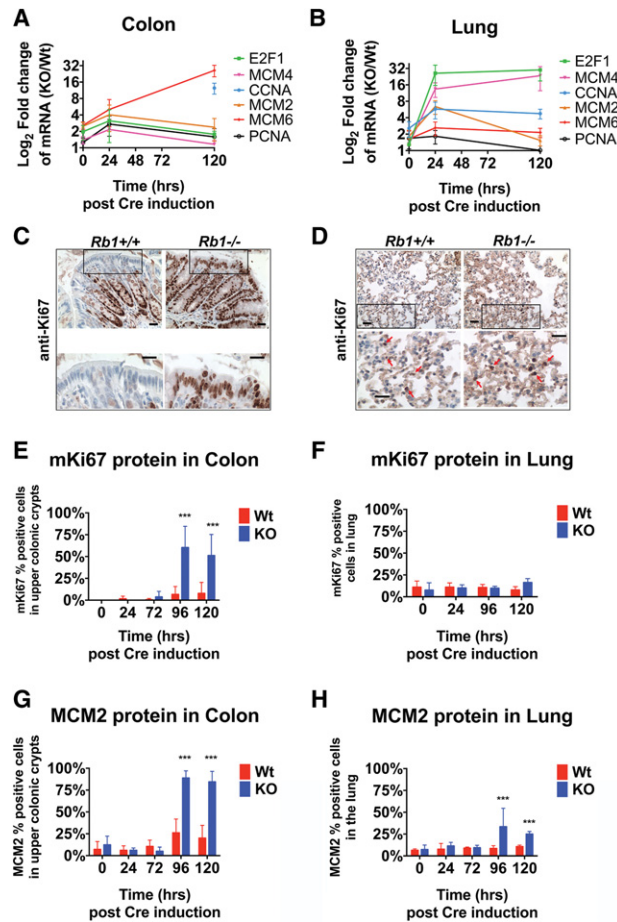 A
Colon
Log2 Fold change
of mRNA (KO/Wt)
32
16
8
4
2
1
0 24 48 72 120
Time (hrs)
post Cre induction
E2F1
MCM4
CCNA
MCM2
MCM6
PCNA
B
Lung
Log2 Fold change
of mRNA (KO/Wt)
32
16
8
4
2
1
0 24 48 72 120
Time (hrs)
post Cre induction
E2F1
MCM4
CCNA
MCM2
MCM6
PCNA
C
Rb1+/+ Rb1-/-
anti-Ki67
D
Rb1+/+ Rb1-/-
anti-Ki67
E
mKi67 protein in Colon
mKi67 % positive cells
in upper colonic crypts
100%
75%
50%
25%
0%
*** ***
Wt
KO
0 24 72 96 120
Time (hrs)
post Cre induction
F
mKi67 protein in Lung
mKi67 % positive
cells in lung
100%
75%
50%
25%
0%
Wt
KO
0 24 96 120
Time (hrs)
post Cre induction
G
MCM2 protein in Colon
MCM2 % positive cells
in upper colonic crypts
100%
75%
50%
25%
0%
*** ***
Wt
KO
0 24 72 96 120
Time (hrs)
post Cre induction
H
MCM2 protein in Lung
MCM2 % positive cells
in the lung
100%
75%
50%
25%
0%
*** ***
Wt
KO
0 24 72 96 120
Time (hrs)
post Cre induction